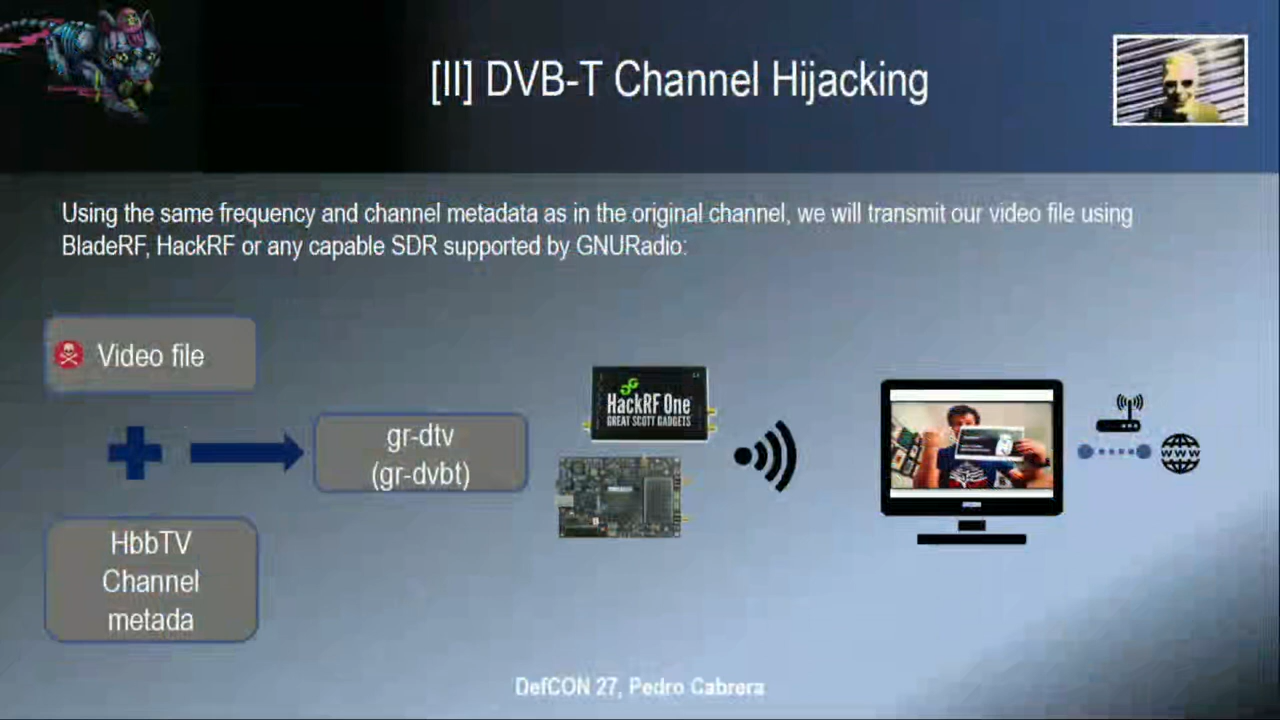 [II] DVB-T Channel Hijacking
Using the same frequency and channel metadata as in the original channel, we will transmit our video file using
BladeRF, HackRF or any capable SDR supported by GNURadio:
Video file
gr-dtv
(gr-dvbt)
HbbTV
Channel
metada
HackRF One
GREAT SCOTT GADGETS
WWW
DefCON 27, Pedro Cabrera